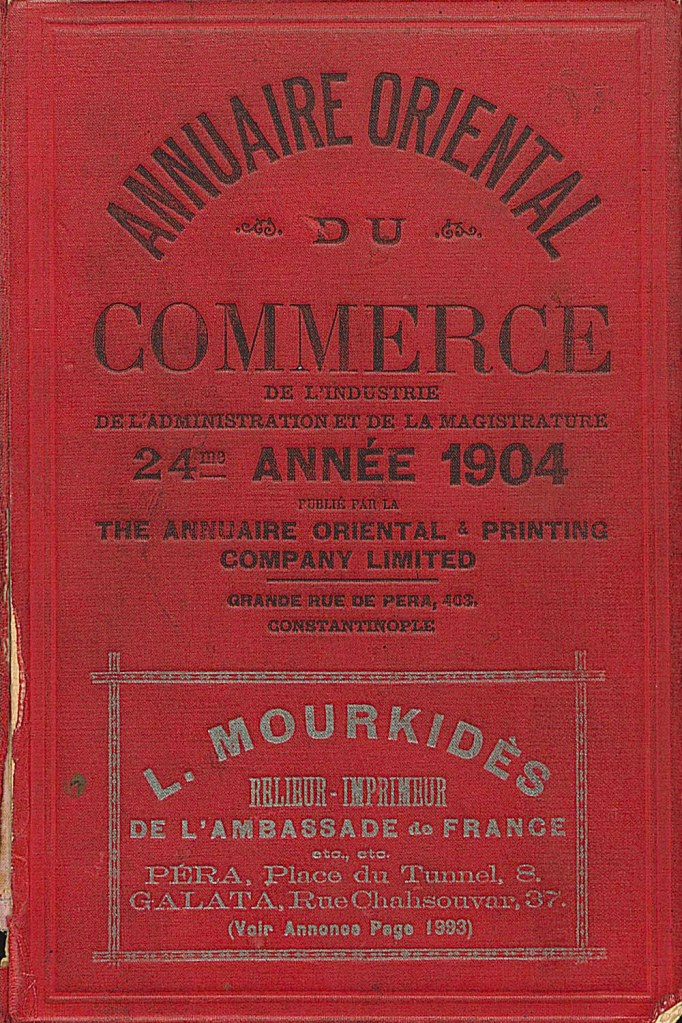 ANNUAIRE ORIENTAL
DU
COMMERCE
DE L'INDUSTRIE
DE L'ADMINISTRATION ET DE LA MAGISTRATURE
24me ANNÉE 1904
PUBLIÉ PAR LA
THE ANNUAIRE ORIENTAL & PRINTING
COMPANY LIMITED
GRANDE RUE DE PERA, 403.
CONSTANTINOPLE
L. MOURKIDÈS
RELIEUR-IMPRIMEUR
DE L'AMBASSADE de FRANCE
etc., etc.
PÉRA, Place du Tunnel, 8.
GALATA, Rue Chahsouvar, 37.
(Voir Annonce Page 1993)